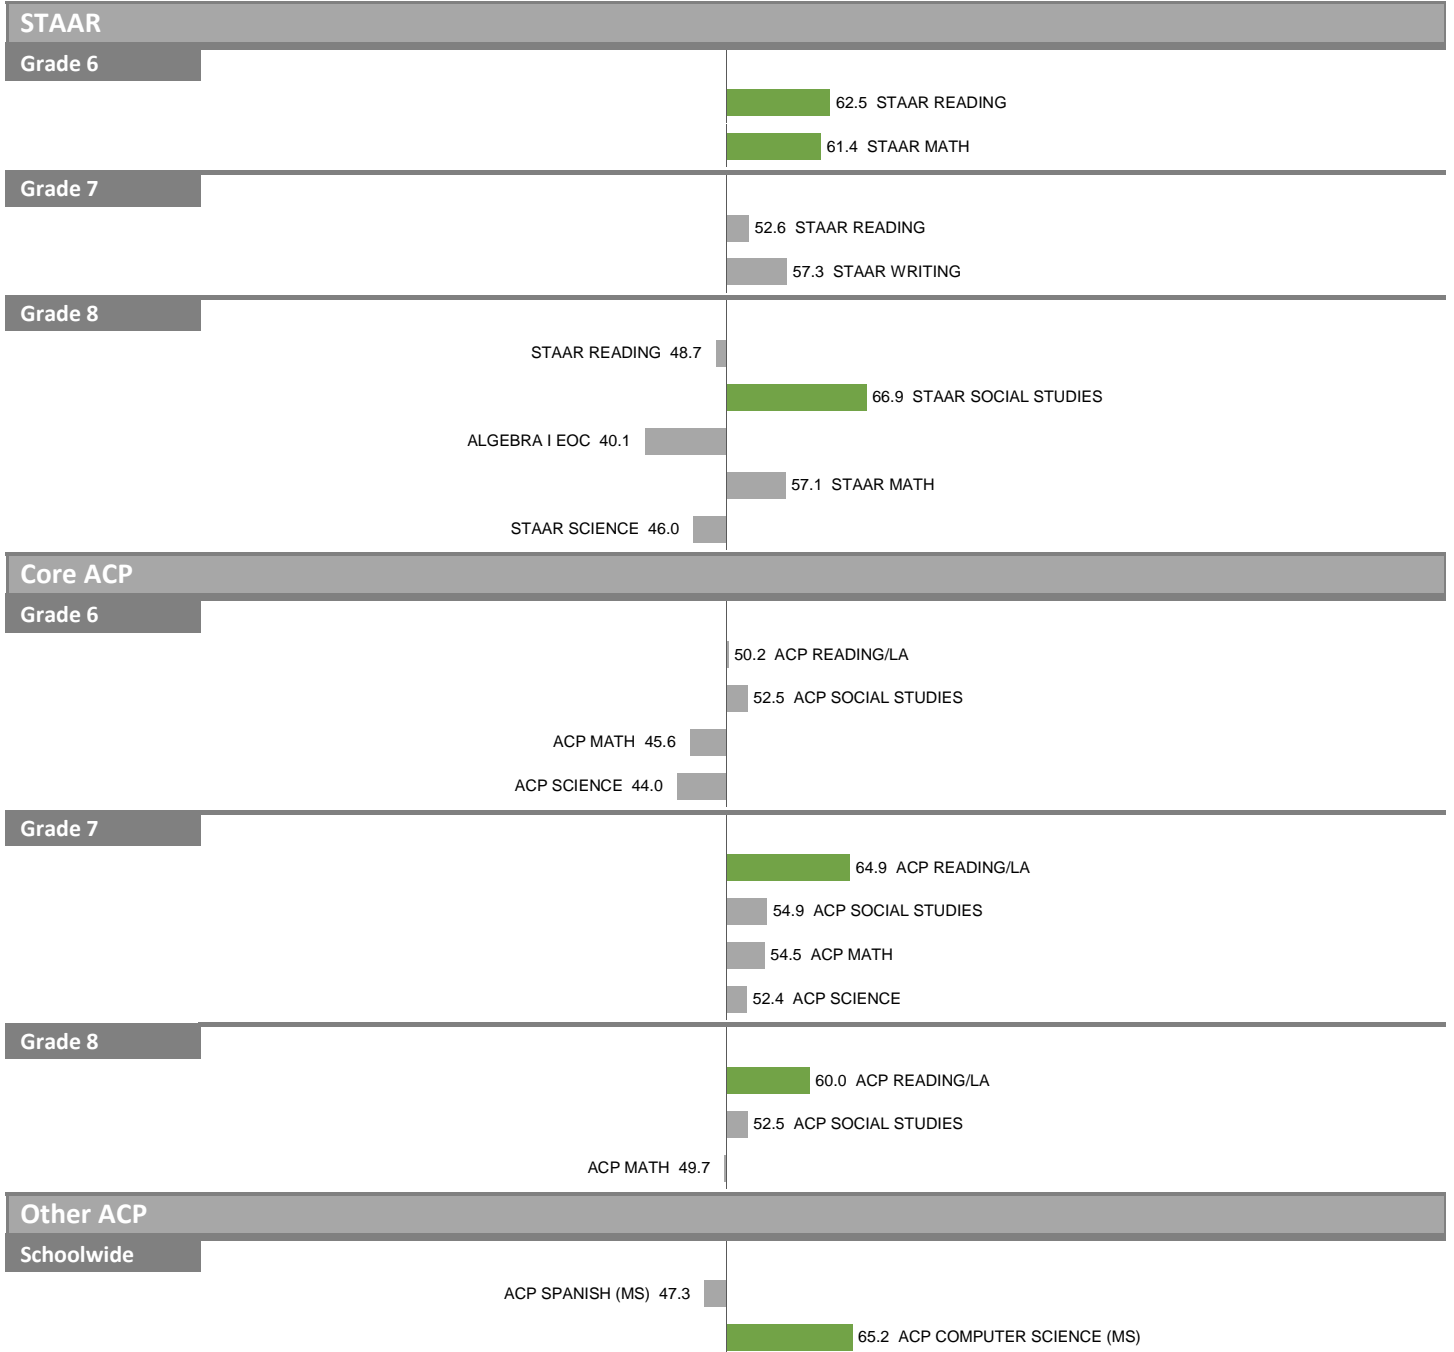 STAAR
Grade 6
62.5 STAAR READING
61.4 STAAR MATH
Grade 7
52.6 STAAR READING
57.3 STAAR WRITING
Grade 8
STAAR READING 48.7
66.9 STAAR SOCIAL STUDIES
ALGEBRA I EOC 40.1
57.1 STAAR MATH
STAAR SCIENCE 46.0
Core ACP
Grade 6
50.2 ACP READING/LA
52.5 ACP SOCIAL STUDIES
ACP MATH 45.6
ACP SCIENCE 44.0
Grade 7
64.9 ACP READING/LA
54.9 ACP SOCIAL STUDIES
54.5 ACP MATH
52.4 ACP SCIENCE
Grade 8
60.0 ACP READING/LA
52.5 ACP SOCIAL STUDIES
ACP MATH 49.7
Other ACP
Schoolwide
ACP SPANISH (MS) 47.3
65.2 ACP COMPUTER SCIENCE (MS)